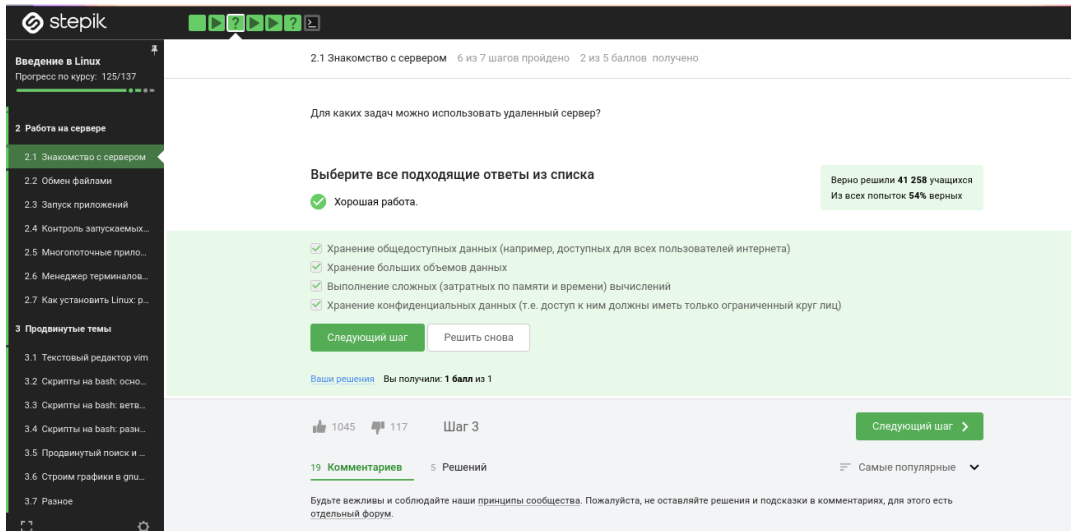 stepik
Введение в Linux
Прогресс по курсу: 125/137
2 Работа на сервере
2.1 Знакомство с сервером
2.2 Обмен файлами
2.3 Запуск приложений
2.4 Контроль запускаемых...
2.5 Многопоточные прило...
2.6 Менеджер терминалов...
2.7 Как установить Linux: р...
3 Продвинутые темы
3.1 Текстовый редактор vim
3.2 Скрипты на bash: осно...
3.3 Скрипты на bash: ветв...
3.4 Скрипты на bash: разн...
3.5 Продвинутый поиск и ...
3.6 Строим графики в gnu...
3.7 Разное
2.1 Знакомство с сервером 6 из 7 шагов пройдено 2 из 5 баллов получено
Для каких задач можно использовать удаленный сервер?
Выберите все подходящие ответы из списка
Хорошая работа.
Верно решили 41 258 учащихся
Из всех попыток 54% верных
Хранение общедоступных данных (например, доступных для всех пользователей интернета)
Хранение больших объемов данных
Выполнение сложных (затратных по памяти и времени) вычислений
Хранение конфиденциальных данных (т.е. доступ к ним должны иметь только ограниченный круг лиц)
Следующий шаг Решить снова
Ваши решения Вы получили: 1 балл из 1
1045 117 Шаг 3 Следующий шаг
19 Комментариев 5 Решений Самые популярные
Будьте вежливы и соблюдайте наши принципы сообщества. Пожалуйста, не оставляйте решения и подсказки в комментариях, для этого есть
отдельный форум.